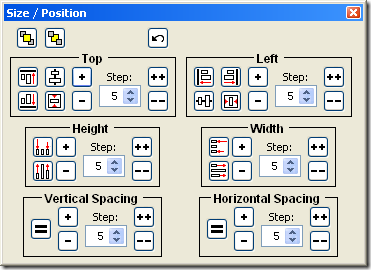 Size / Position
Top Left
+ Step: ++ + Step: ++
- 5 -- - 5 --
Height Width
+ Step: ++ + Step: ++
- 5 -- - 5 --
Vertical Spacing Horizontal Spacing
+ Step: ++ + Step: ++
= - 5 -- = - 5 --